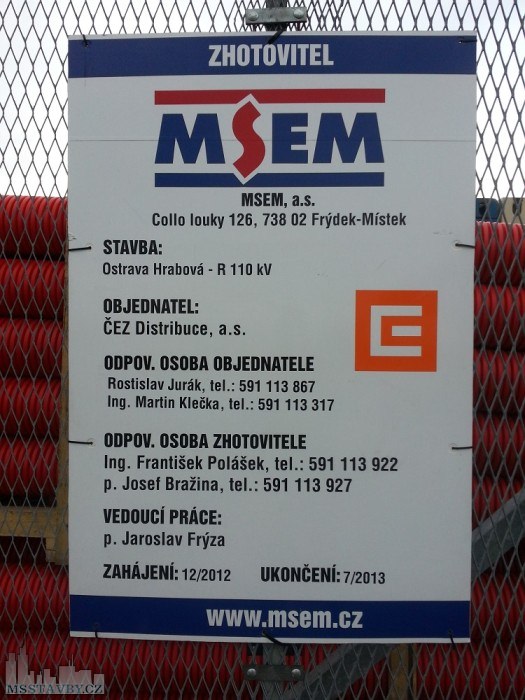 ZHOTOVITEL
MSEM
MSEM, a.s.
Collo louky 126, 738 02 Frýdek-Místek
STAVBA:
Ostrava Hrabová - R 110 kV
OBJEDNATEL:
ČEZ Distribuce, a.s.
ODPOV. OSOBA OBJEDNATELE
Rostislav Jurák, tel.: 591 113 867
Ing. Martin Klečka, tel.: 591 113 317
ODPOV. OSOBA ZHOTOVITELE
Ing. František Polášek, tel.: 591 113 922
p. Josef Bražina, tel.: 591 113 927
VEDOUCÍ PRÁCE:
p. Jaroslav Frýza
ZAHÁJENÍ: 12/2012 UKONČENÍ: 7/2013
www.msem.cz
MSSTAVBY.CZ